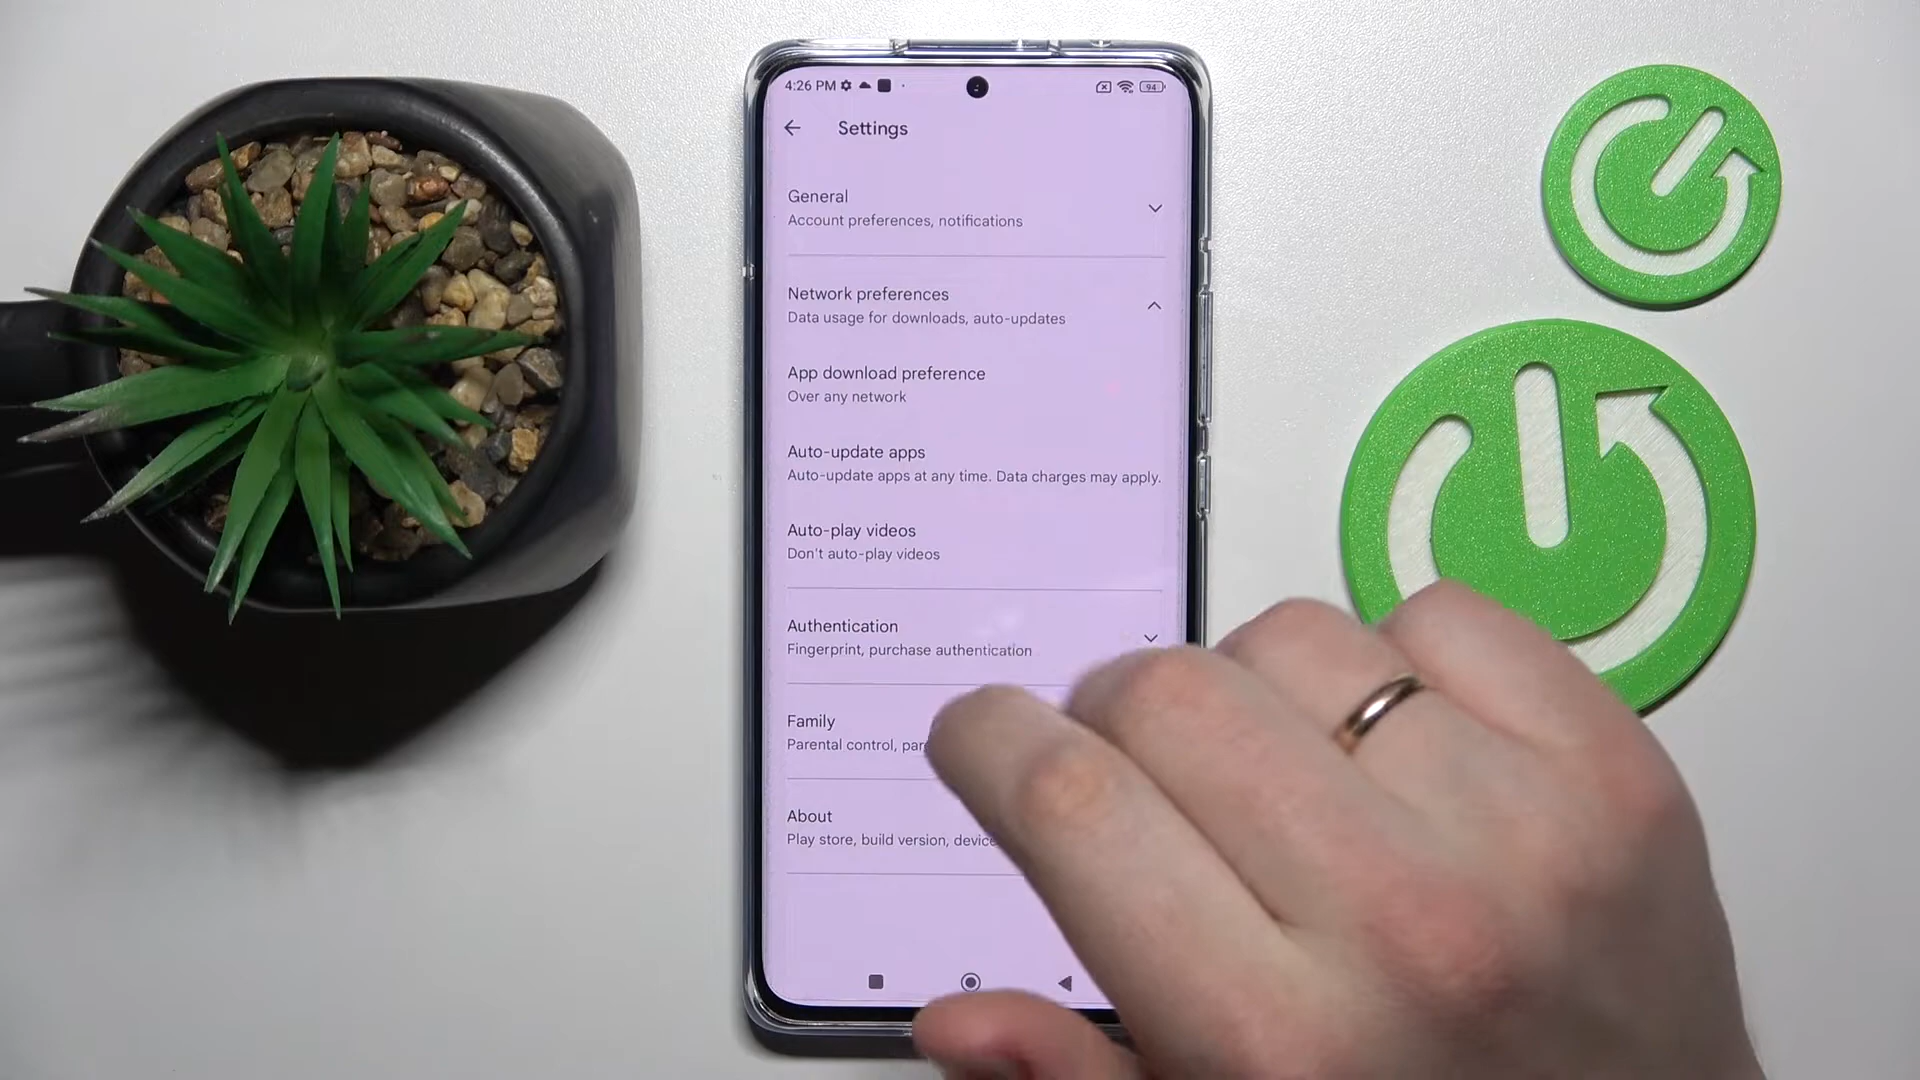 4:26 PM
94
Settings
General
Account preferences, notifications
Network preferences
Data usage for downloads, auto-updates
App download preference
Over any network
Auto-update apps
Auto-update apps at any time. Data charges may apply.
Auto-play videos
Don't auto-play videos
Authentication
Fingerprint, purchase authentication
Family
Parental control,
About
Play store, build version, device